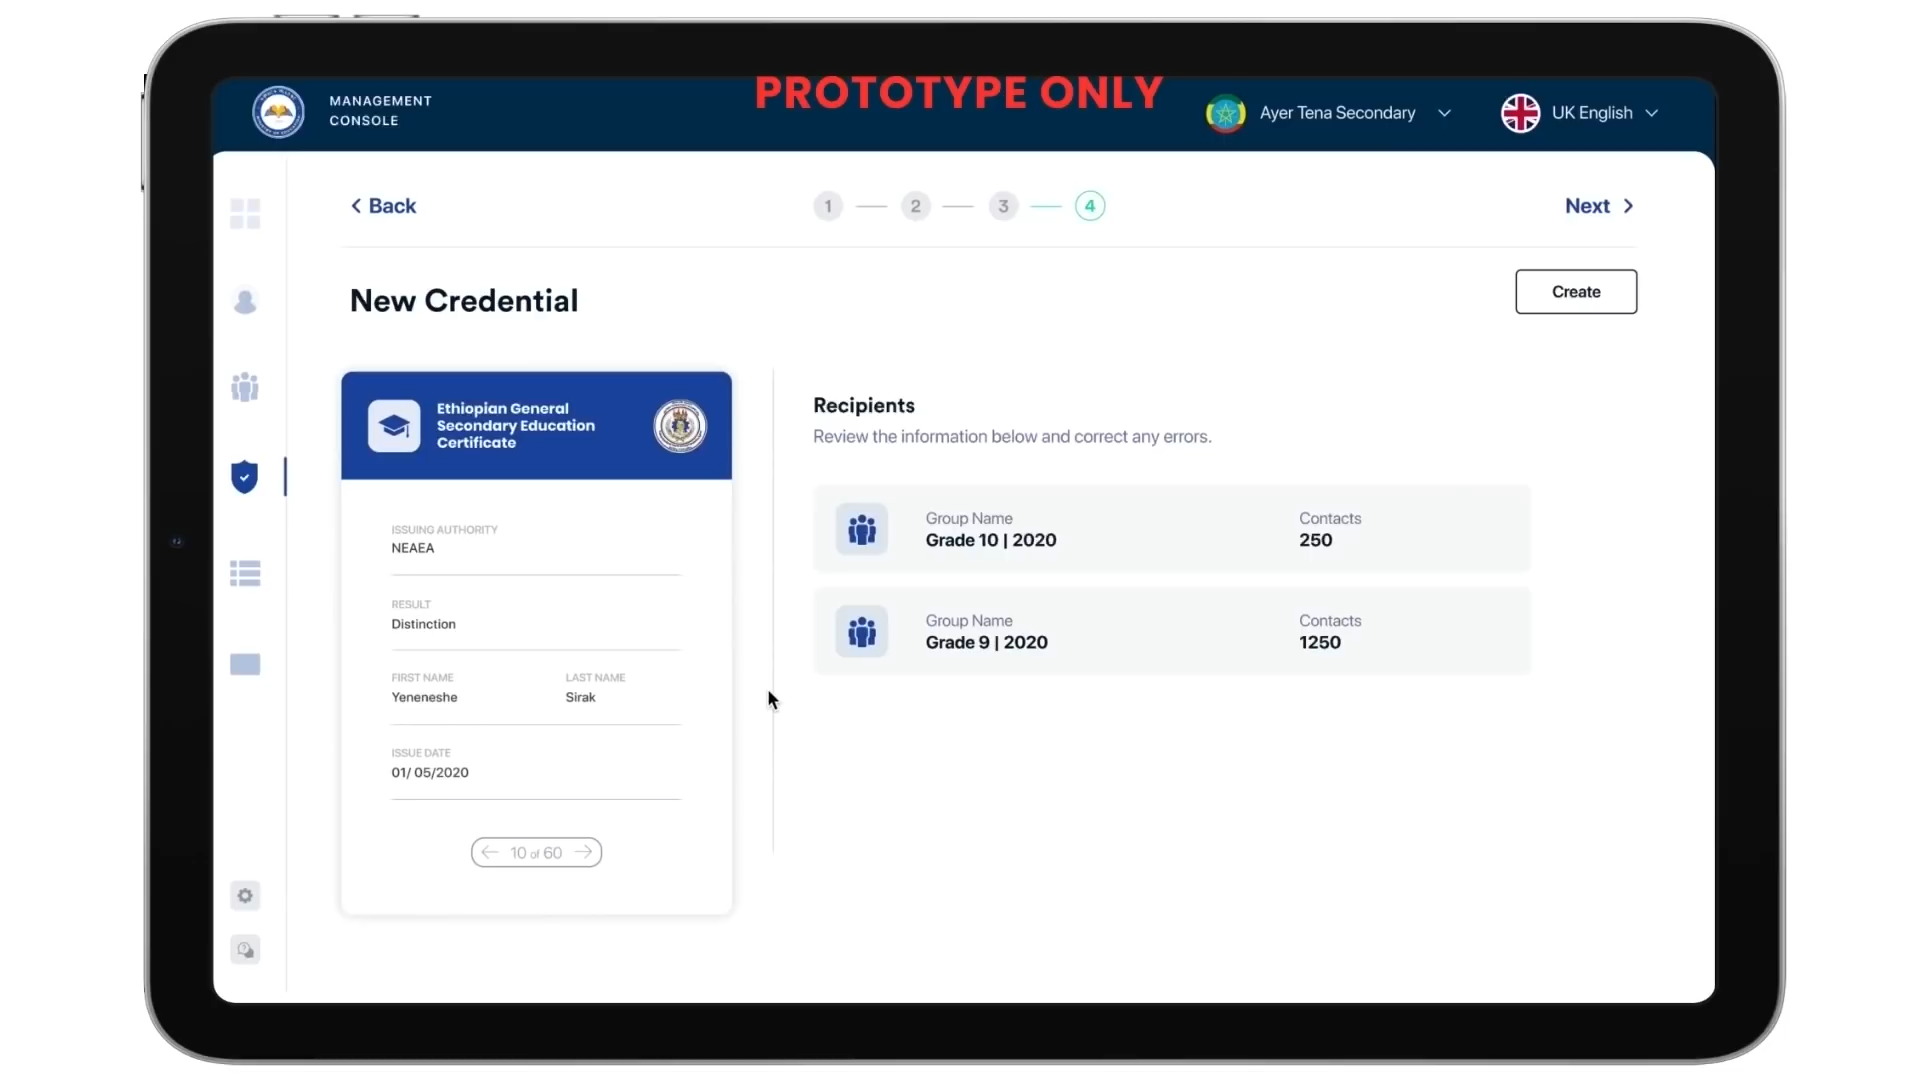 PROTOTYPE ONLY
MANAGEMENT
CONSOLE
Ayer Tena Secondary
UK English
Back
1
2
3
4
Next
New Credential
Create
Ethiopian General
Secondary Education
Certificate
ISSUING AUTHORITY
NEAEA
RESULT
Distinction
FIRST NAME
LAST NAME
Yeneneshe
Sirak
ISSUE DATE
01/ 05/2020
10 of 60
Recipients
Review the information below and correct any errors.
Group Name
Contacts
Grade 10 | 2020
250
Group Name
Contacts
Grade 9 | 2020
1250